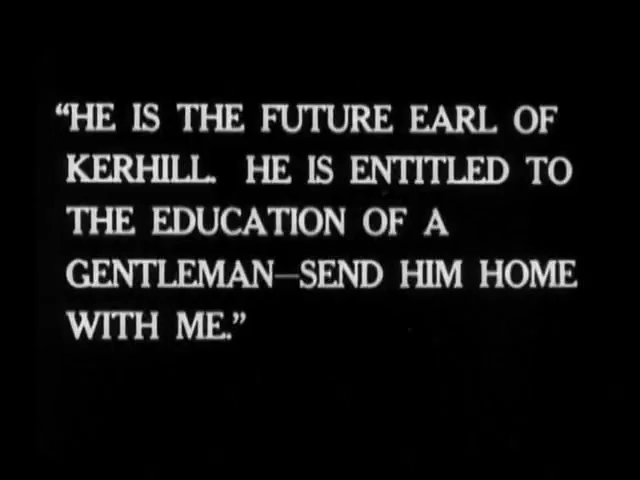 “HE IS THE FUTURE EARL OF
KERHILL. HE IS ENTITLED TO
THE EDUCATION OF A
GENTLEMAN—SEND HIM HOME
WITH ME.”